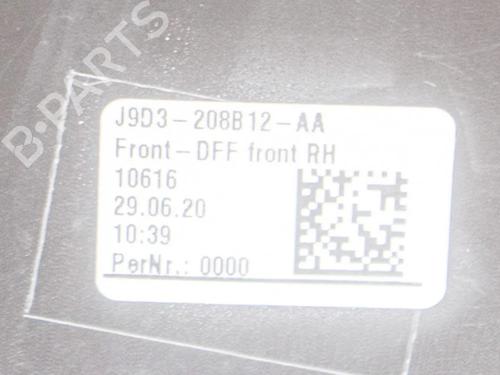 B-PARTS
J9D3-208B12-AA
Front-DFF front RH
10616
29.06.20
10:39
PerNr.: 0000